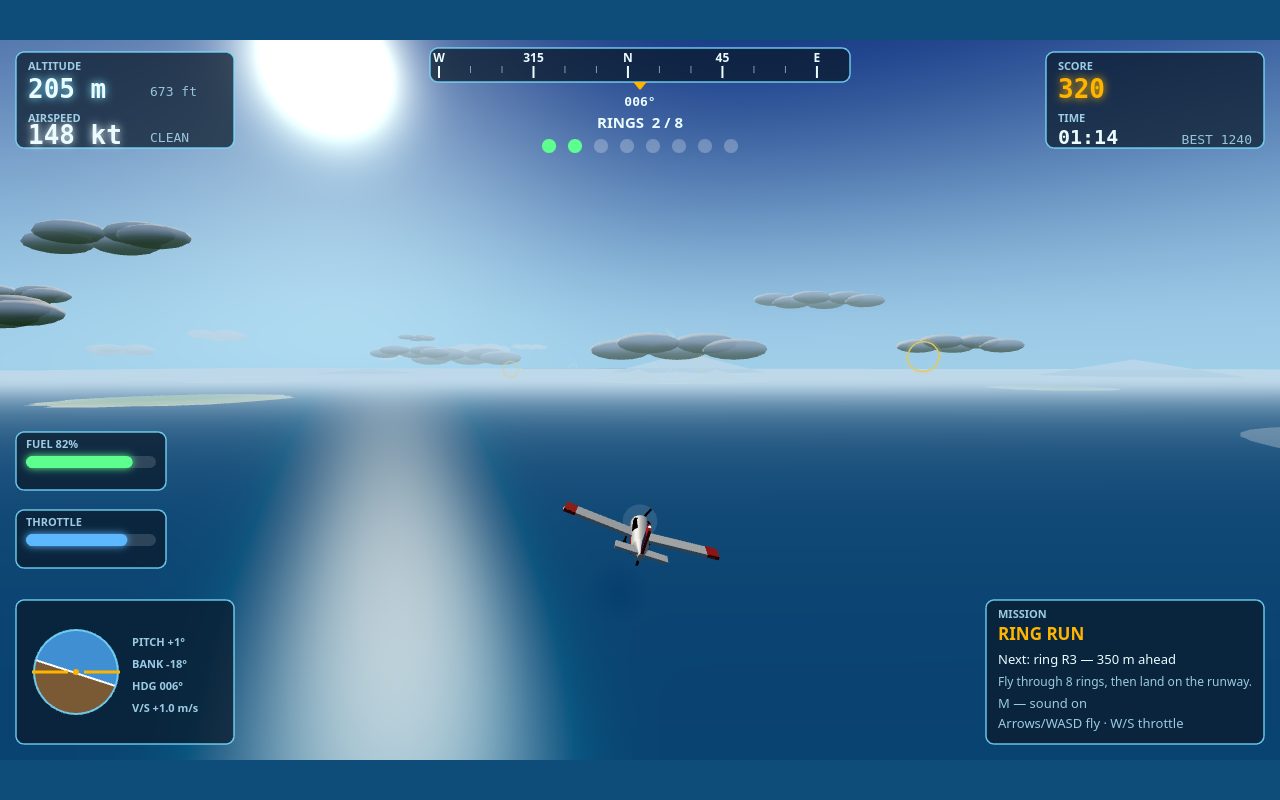 ALTITUDE
205 m 673 ft
AIRSPEED
148 kt CLEAN
W 315 N 45 E
006°
RINGS 2 / 8
SCORE
320
TIME
01:14 BEST 1240
FUEL 82%
THROTTLE
PITCH +1°
BANK -18°
HDG 006°
V/S +1.0 m/s
MISSION
RING RUN
Next: ring R3 — 350 m ahead
Fly through 8 rings, then land on the runway.
M — sound on
Arrows/WASD fly · W/S throttle